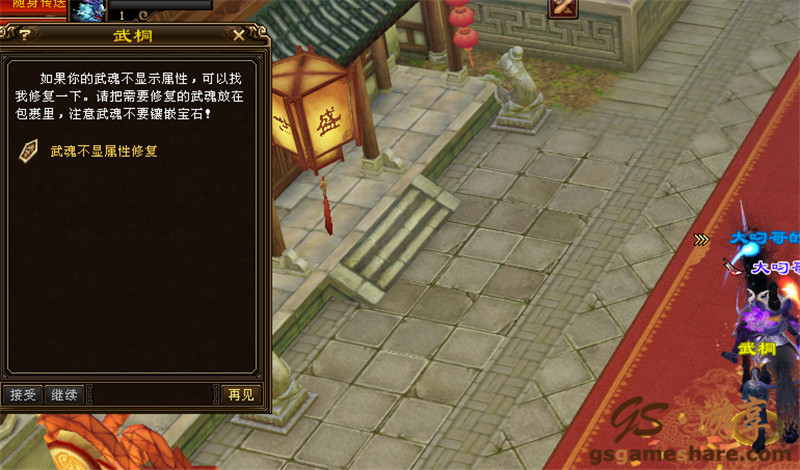 随身传送
1
?
武桐
如果你的武魂不显示属性，可以找
我修复一下。请把需要修复的武魂放在
包裹里，注意武魂不要镶嵌宝石！
武魂不显属性修复
接受
继续
再见
盛
大叼哥的
大叼哥
武桐
GS·游享
gsgameshare.com